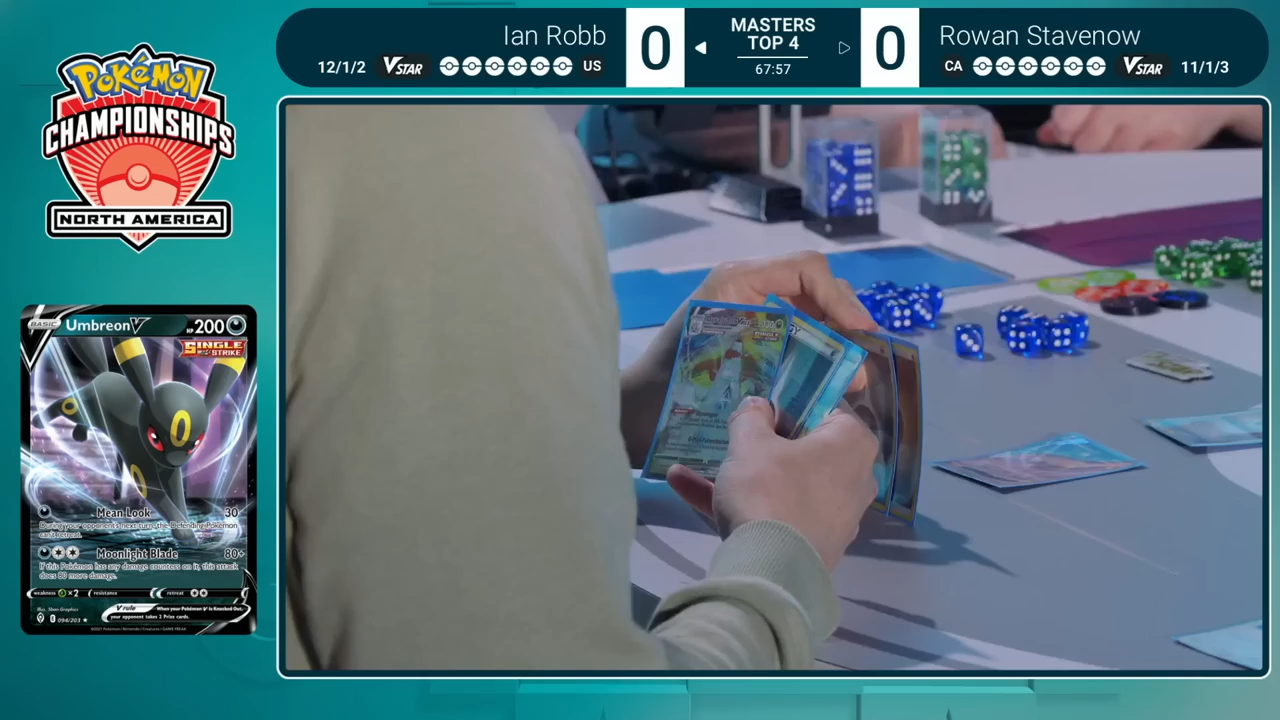 Ian Robb
0
MASTERS
TOP 4
67:57
0
Rowan Stavenow
12/1/2
VSTAR
US
CA
VSTAR
11/1/3
Pokémon
CHAMPIONSHIPS
NORTH AMERICA
BASIC
Umbreon V
HP 200
SINGLE
STRIKE
Mean Look 30
During your opponent's next turn, the Defending Pokémon
can't retreat.
Moonlight Blade 80+
If this Pokémon has any damage counters on it, this attack
does 80 more damage.
weakness ×2 resistance retreat
V rule When your Pokémon V is Knocked Out,
your opponent takes 2 Prize cards.
094/203